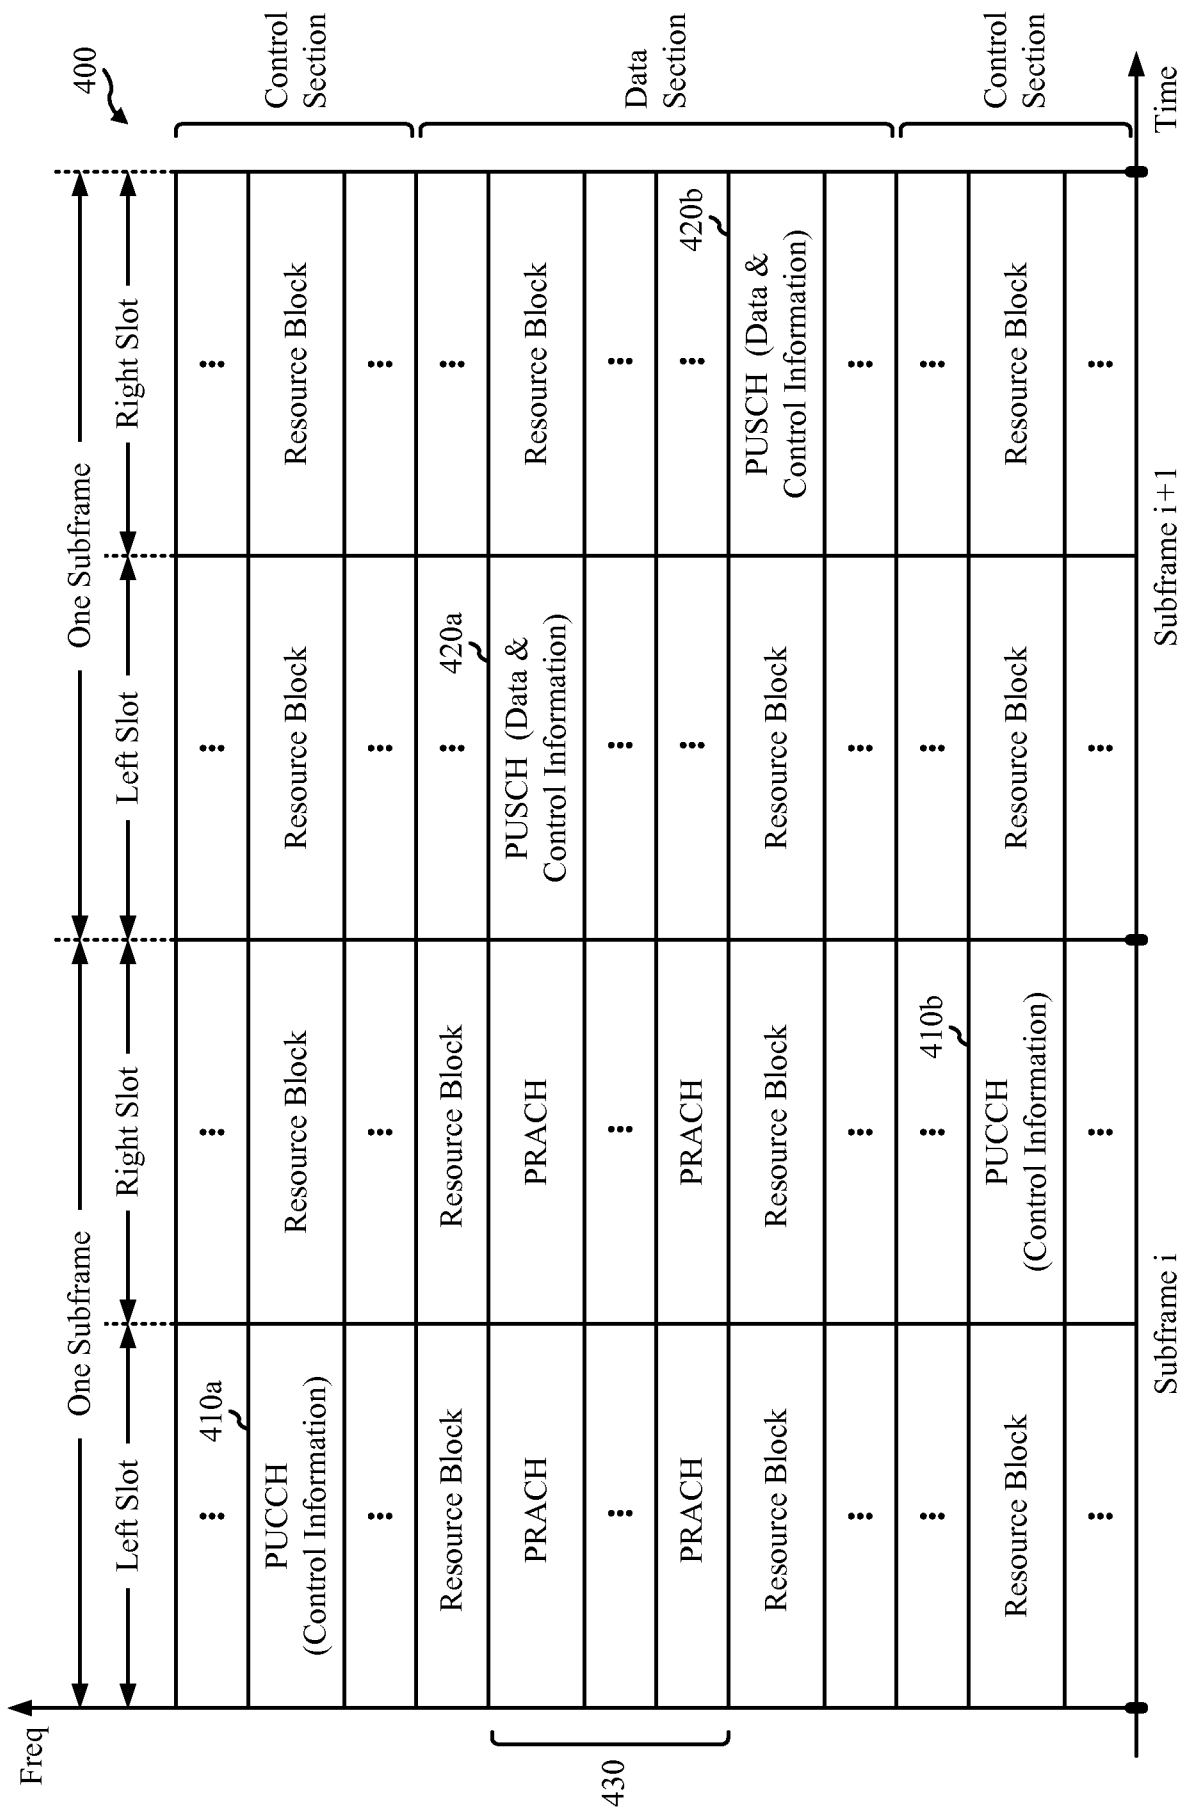 400
Freq
One Subframe
One Subframe
Left Slot
Right Slot
Left Slot
Right Slot
410a
PUCCH
(Control Information)
Resource Block
Resource Block
Resource Block
Control
Section
Resource Block
Resource Block
420a
430
PRACH
PRACH
PUSCH (Data &
Control Information)
Resource Block
Data
Section
PRACH
PRACH
420b
Resource Block
Resource Block
Resource Block
PUSCH (Data &
Control Information)
410b
Resource Block
PUCCH
(Control Information)
Resource Block
Resource Block
Control
Section
Subframe i
Subframe i+1
Time